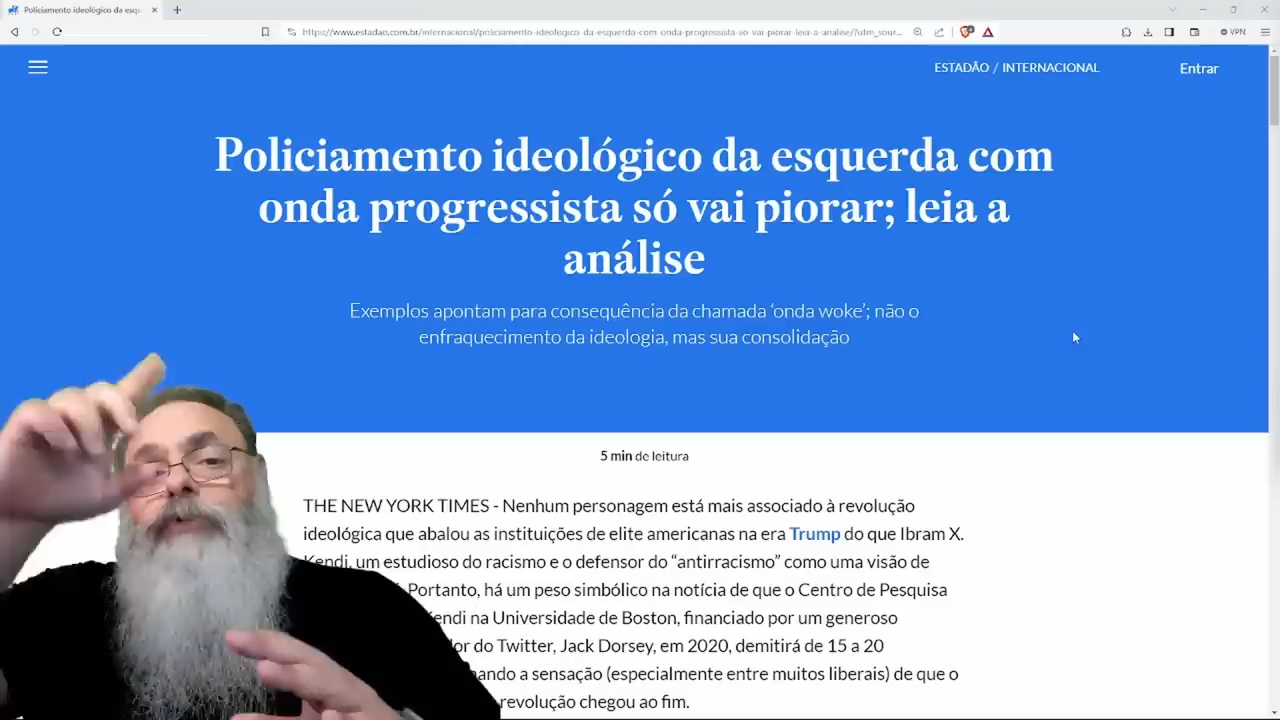 Policiamento ideológico da esqu
https://www.estadao.com.br/internacional/policiamento-ideologico-da-esquerda-com-onda-progressista-so-vai-piorar-leia-a-analise/?utm_sour...
VPN
ESTADÃO / INTERNACIONAL
Entrar
Policiamento ideológico da esquerda com
onda progressista só vai piorar; leia a
análise
Exemplos apontam para consequência da chamada ‘onda woke’; não o
enfraquecimento da ideologia, mas sua consolidação
5 min de leitura
THE NEW YORK TIMES - Nenhum personagem está mais associado à revolução
ideológica que abalou as instituições de elite americanas na era Trump do que Ibram X.
Kendi, um estudioso do racismo e o defensor do “antirracismo” como uma visão de
Portanto, há um peso simbólico na notícia de que o Centro de Pesquisa
na Universidade de Boston, financiado por um generoso
do Twitter, Jack Dorsey, em 2020, demitirá de 15 a 20
a sensação (especialmente entre muitos liberais) de que o
revolução chegou ao fim.